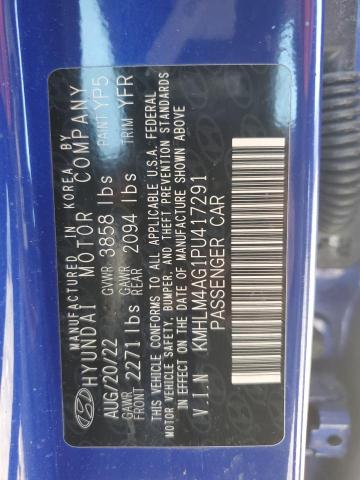 MANUFACTURED IN KOREA BY
HYUNDAI MOTOR COMPANY
AUG/20/22 GVWR 3858 lbs PAINT YP5
GAWR FRONT 2271 lbs GAWR REAR 2094 lbs TRIM YFR
THIS VEHICLE CONFORMS TO ALL APPLICABLE U.S.A. FEDERAL
MOTOR VEHICLE SAFETY, BUMPER, AND THEFT PREVENTION STANDARDS
IN EFFECT ON THE DATE OF MANUFACTURE SHOWN ABOVE
V.I.N KMHLM4AG1PU417291
PASSENGER CAR